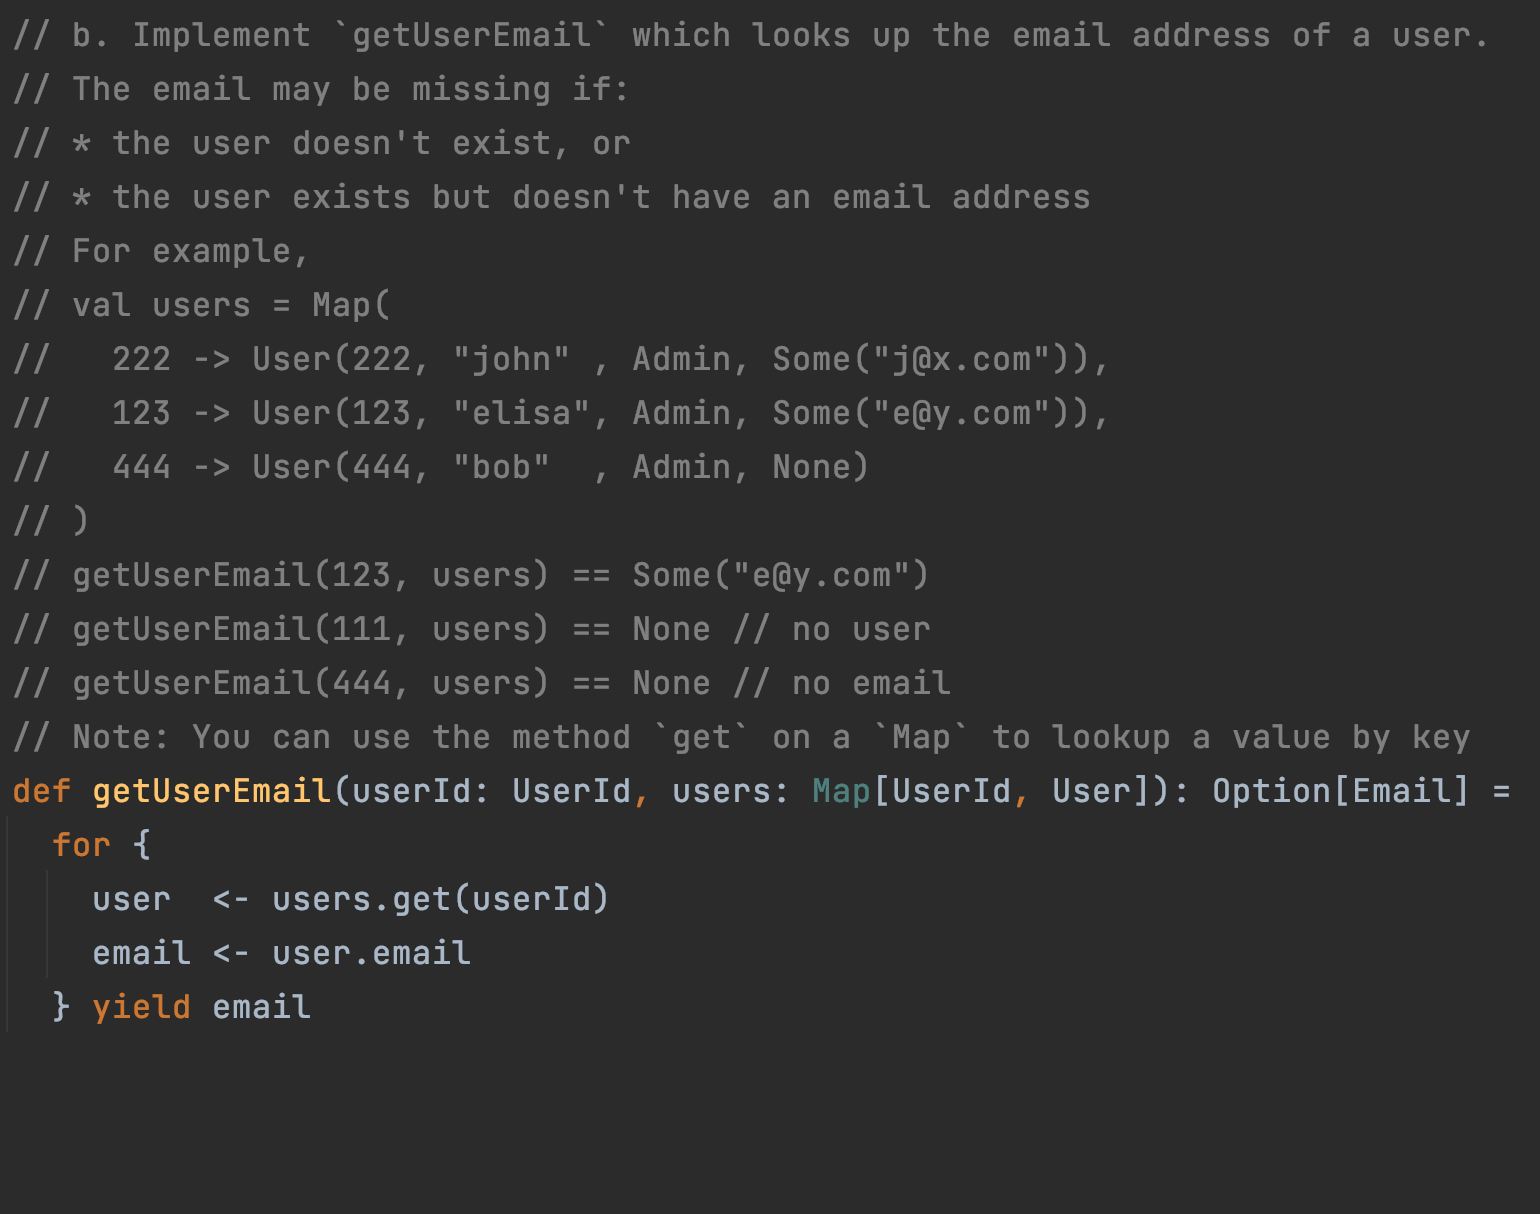 // b. Implement `getUserEmail` which looks up the email address of a user.
// The email may be missing if:
// * the user doesn't exist, or
// * the user exists but doesn't have an email address
// For example,
// val users = Map(
//   222 -> User(222, "john" , Admin, Some("j@x.com")),
//   123 -> User(123, "elisa", Admin, Some("e@y.com")),
//   444 -> User(444, "bob"  , Admin, None)
// )
// getUserEmail(123, users) == Some("e@y.com")
// getUserEmail(111, users) == None // no user
// getUserEmail(444, users) == None // no email
// Note: You can use the method `get` on a `Map` to lookup a value by key
def getUserEmail(userId: UserId, users: Map[UserId, User]): Option[Email] =
  for {
    user  <- users.get(userId)
    email <- user.email
  } yield email